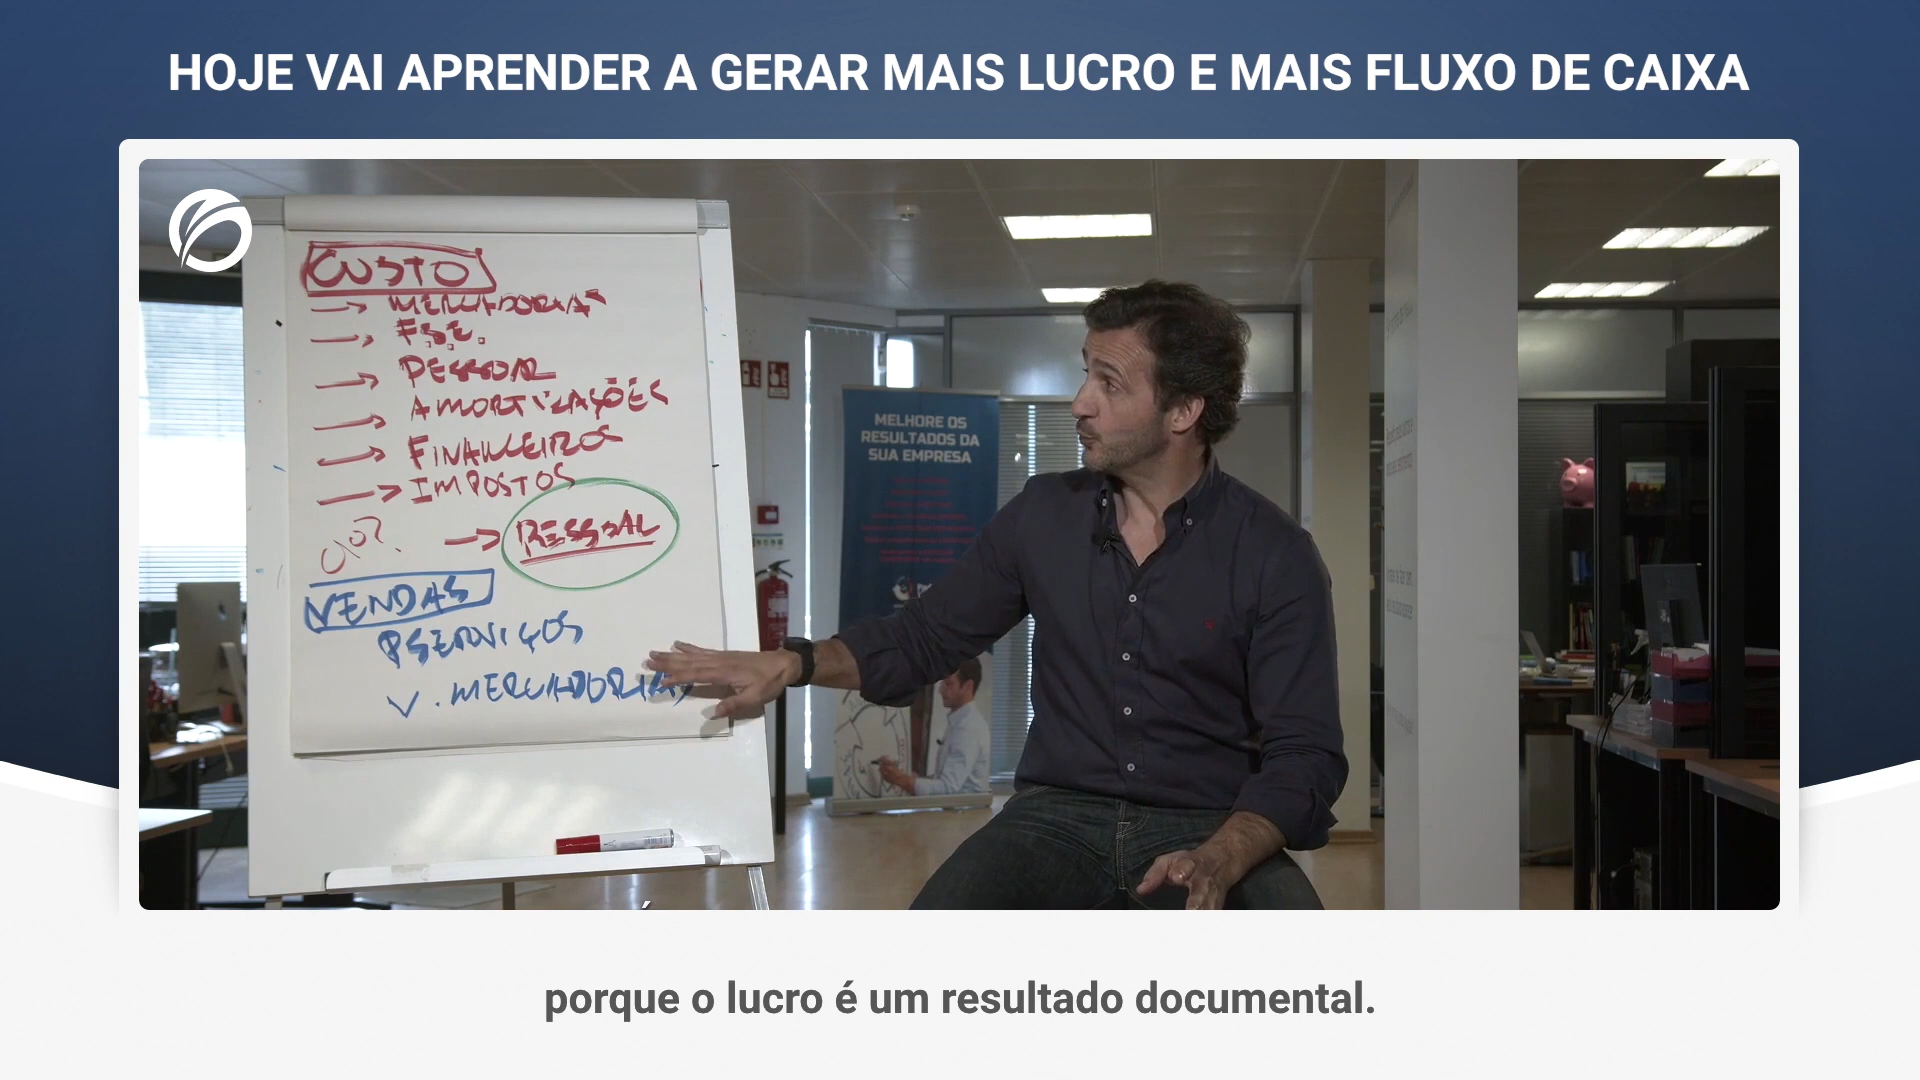 HOJE VAI APRENDER A GERAR MAIS LUCRO E MAIS FLUXO DE CAIXA
CUSTO
→ MERCADORIAS
→ F.S.E.
→ PESSOAL
→ AMORTIZAÇÕES
→ FINANCEIROS
→ IMPOSTOS
→ PESSOAL
VENDAS
PSERVIÇOS
V. MERCADORIAS
MELHORE OS
RESULTADOS DA
SUA EMPRESA
porque o lucro é um resultado documental.